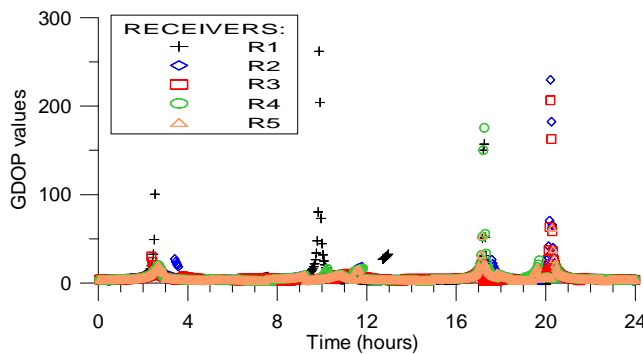 300
200
100
0
GDOP values
RECEIVERS:
R1
R2
R3
R4
R5
0 4 8 12 16 20 24
Time (hours)